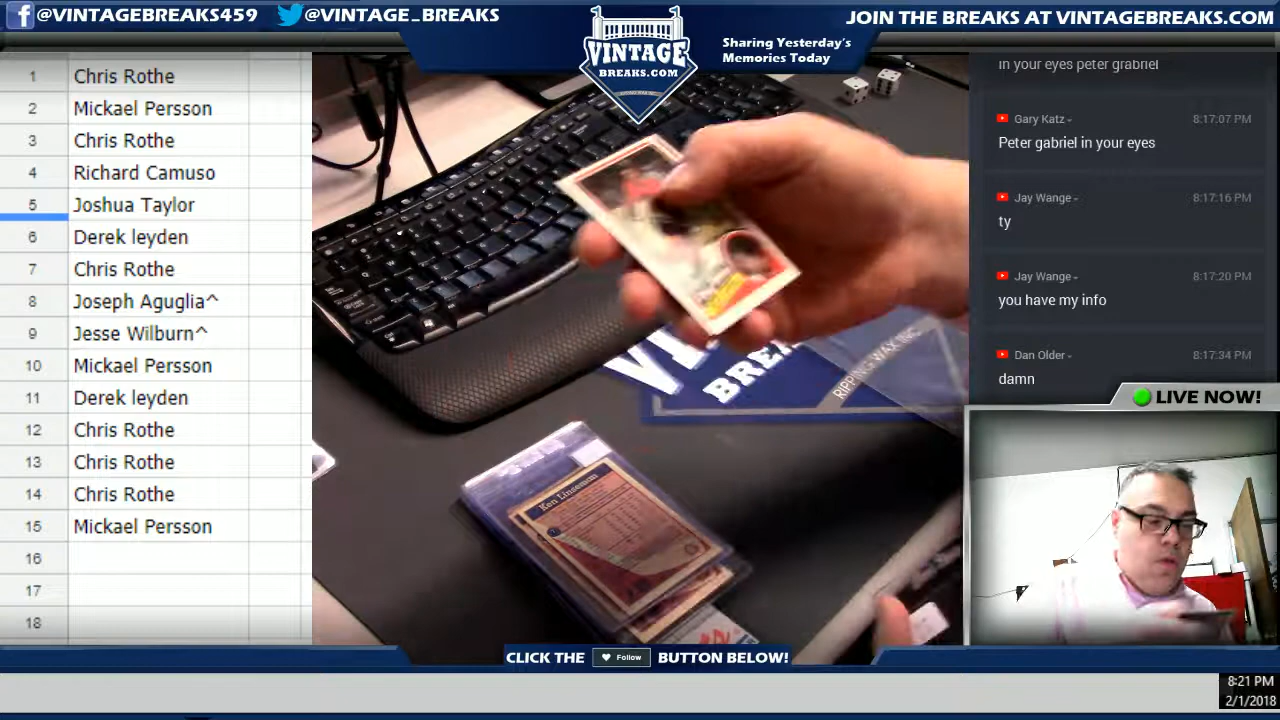 @VINTAGEBREAKS459
@VINTAGE_BREAKS
VINTAGE
BREAKS.COM
Sharing Yesterday's
Memories Today
JOIN THE BREAKS AT VINTAGEBREAKS.COM
1 Chris Rothe
2 Mickael Persson
3 Chris Rothe
4 Richard Camuso
5 Joshua Taylor
6 Derek leyden
7 Chris Rothe
8 Joseph Aguglia^
9 Jesse Wilburn^
10 Mickael Persson
11 Derek leyden
12 Chris Rothe
13 Chris Rothe
14 Chris Rothe
15 Mickael Persson
16
17
18
BREA
RIPPINGWAX INC
Ken Linseman
in your eyes peter grabriel
Gary Katz 8:17:07 PM
Peter gabriel in your eyes
Jay Wange 8:17:16 PM
ty
Jay Wange 8:17:20 PM
you have my info
Dan Older 8:17:34 PM
damn
LIVE NOW!
CLICK THE Follow BUTTON BELOW!
8:21 PM
2/1/2018